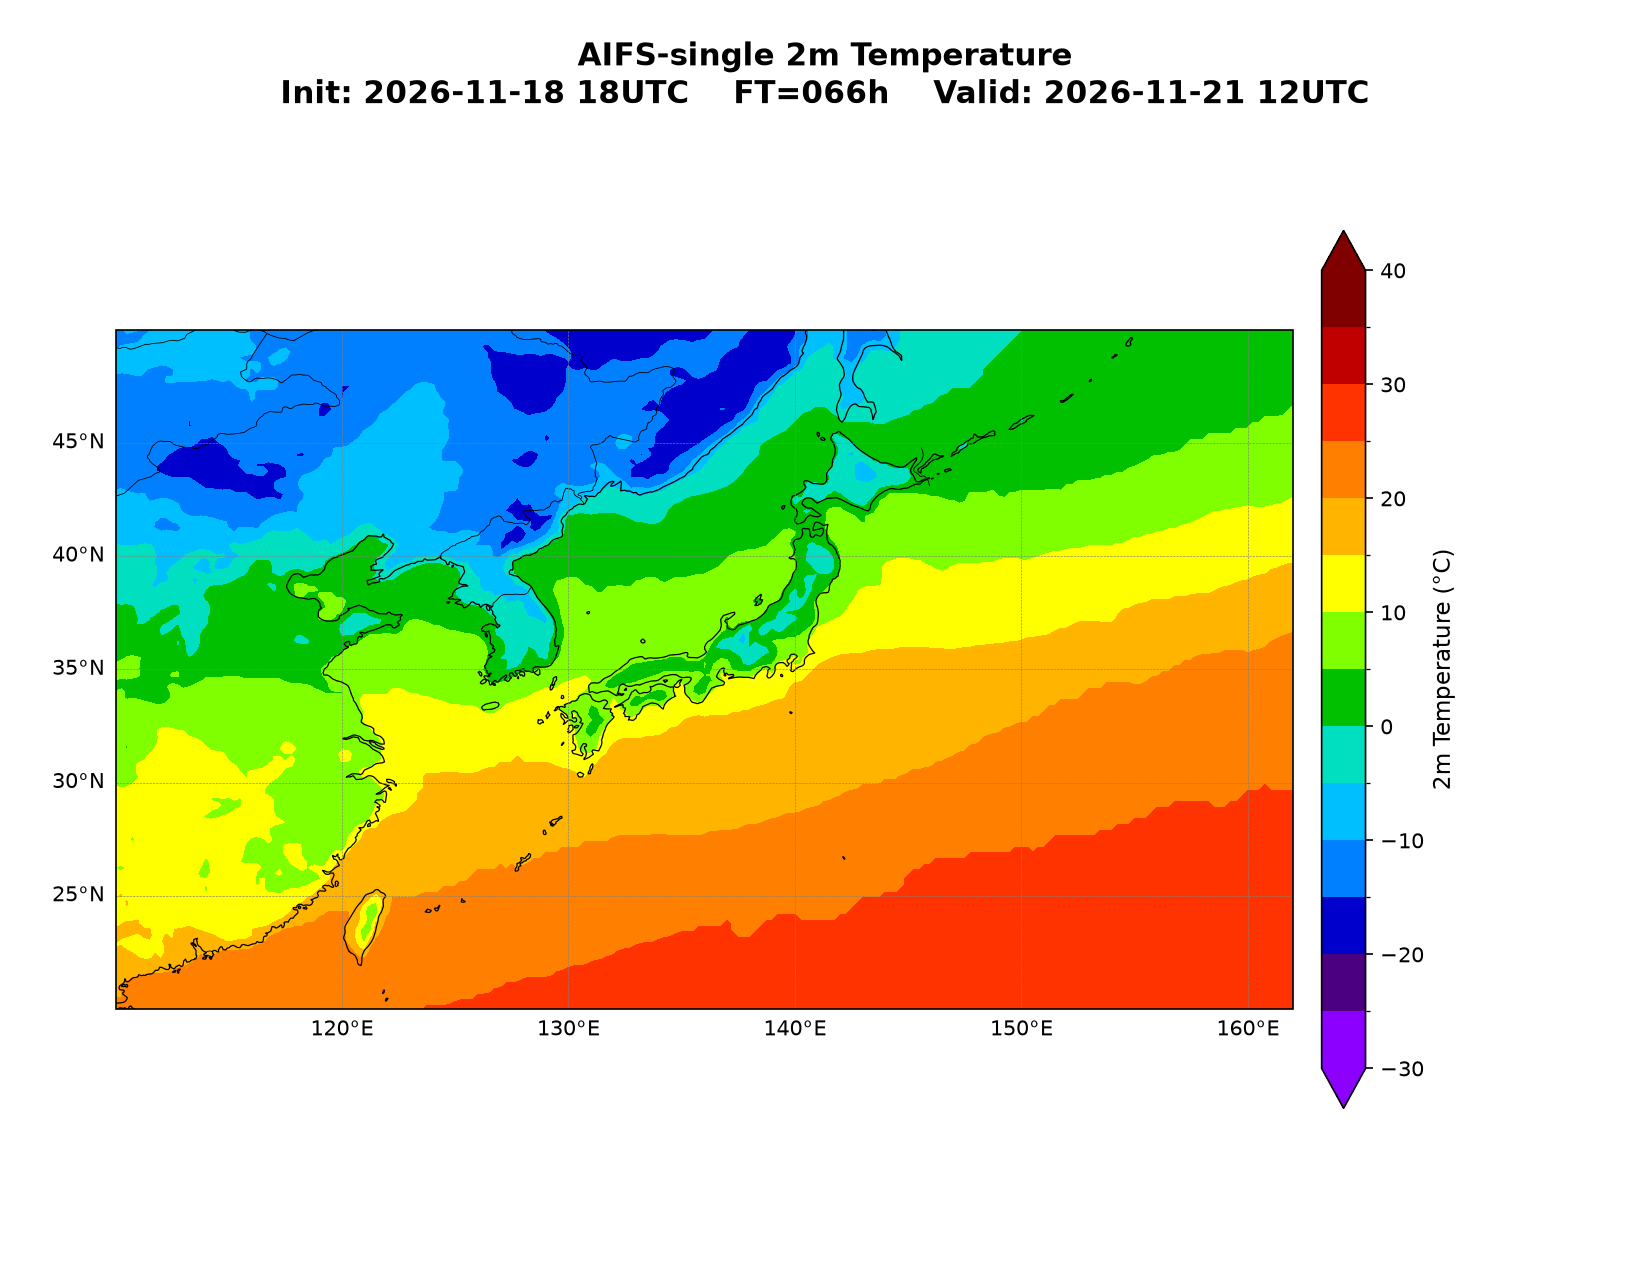 AIFS-single 2m Temperature
Init: 2026-11-18 18UTC    FT=066h    Valid: 2026-11-21 12UTC
45°N
40°N
35°N
30°N
25°N
120°E
130°E
140°E
150°E
160°E
40
30
20
10
0
−10
−20
−30
2m Temperature (°C)